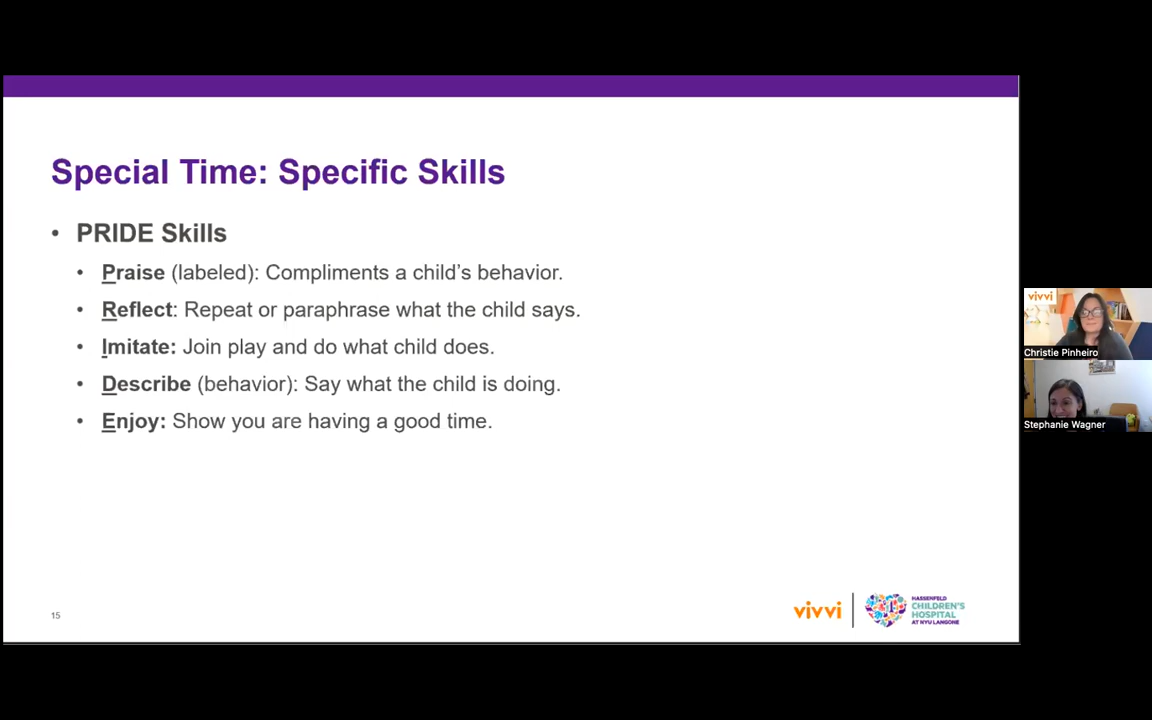 Special Time: Specific Skills
• PRIDE Skills
• Praise (labeled): Compliments a child's behavior.
• Reflect: Repeat or paraphrase what the child says.
• Imitate: Join play and do what child does.
• Describe (behavior): Say what the child is doing.
• Enjoy: Show you are having a good time.
15
vivvi
HASSENFELD
CHILDREN'S
HOSPITAL
AT NYU LANGONE
vivvi
Christie Pinheiro
Stephanie Wagner